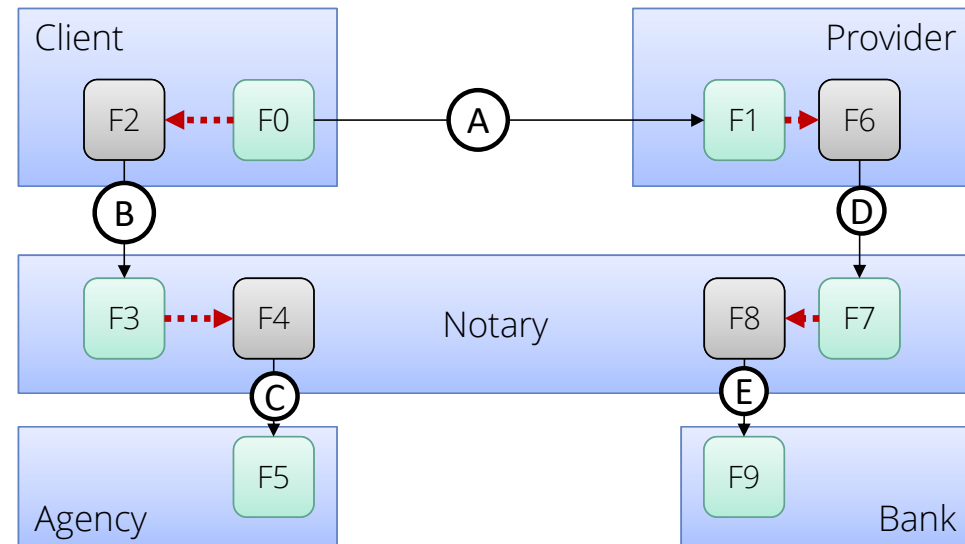 Client
Provider
F2
F0
A
F1
F6
B
D
F3
F4
Notary
F8
F7
C
E
F5
F9
Agency
Bank